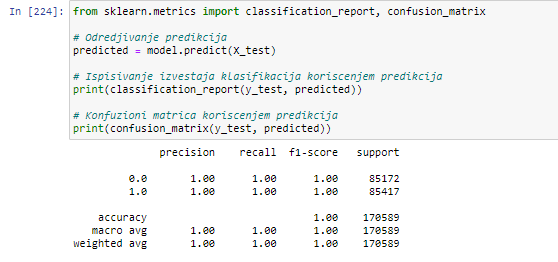 In [224]: from sklearn.metrics import classification_report, confusion_matrix
# Odredjivanje predikcija
predicted = model.predict(X_test)
# Ispisivanje izvestaja klasifikacija koriscenjem predikcija
print(classification_report(y_test, predicted))
# Konfuzioni matrica koriscenjem predikcija
print(confusion_matrix(y_test, predicted))
precision recall f1-score support
0.0 1.00 1.00 1.00 85172
1.0 1.00 1.00 1.00 85417
accuracy 1.00 170589
macro avg 1.00 1.00 1.00 170589
weighted avg 1.00 1.00 1.00 170589